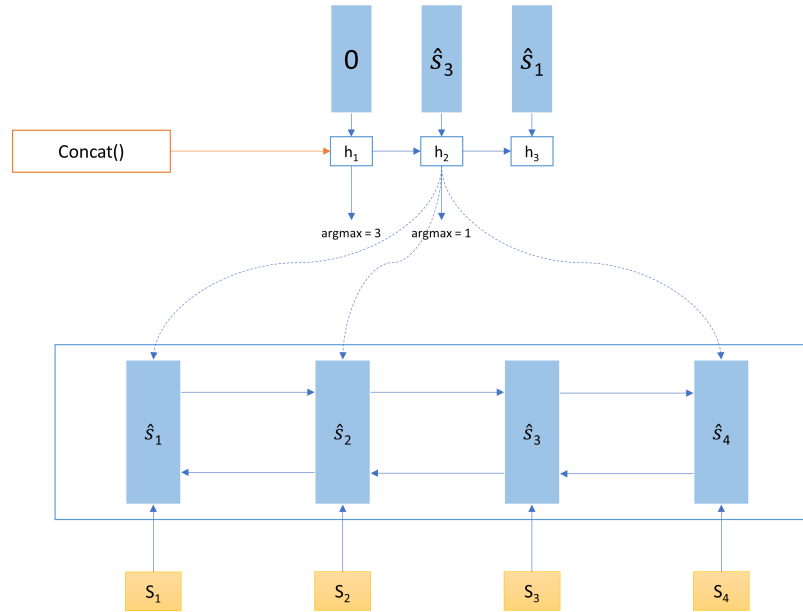 0 ŝ₃ ŝ₁
Concat() h₁ h₂ h₃
argmax = 3 argmax = 1
ŝ₁ ŝ₂ ŝ₃ ŝ₄
S₁ S₂ S₃ S₄